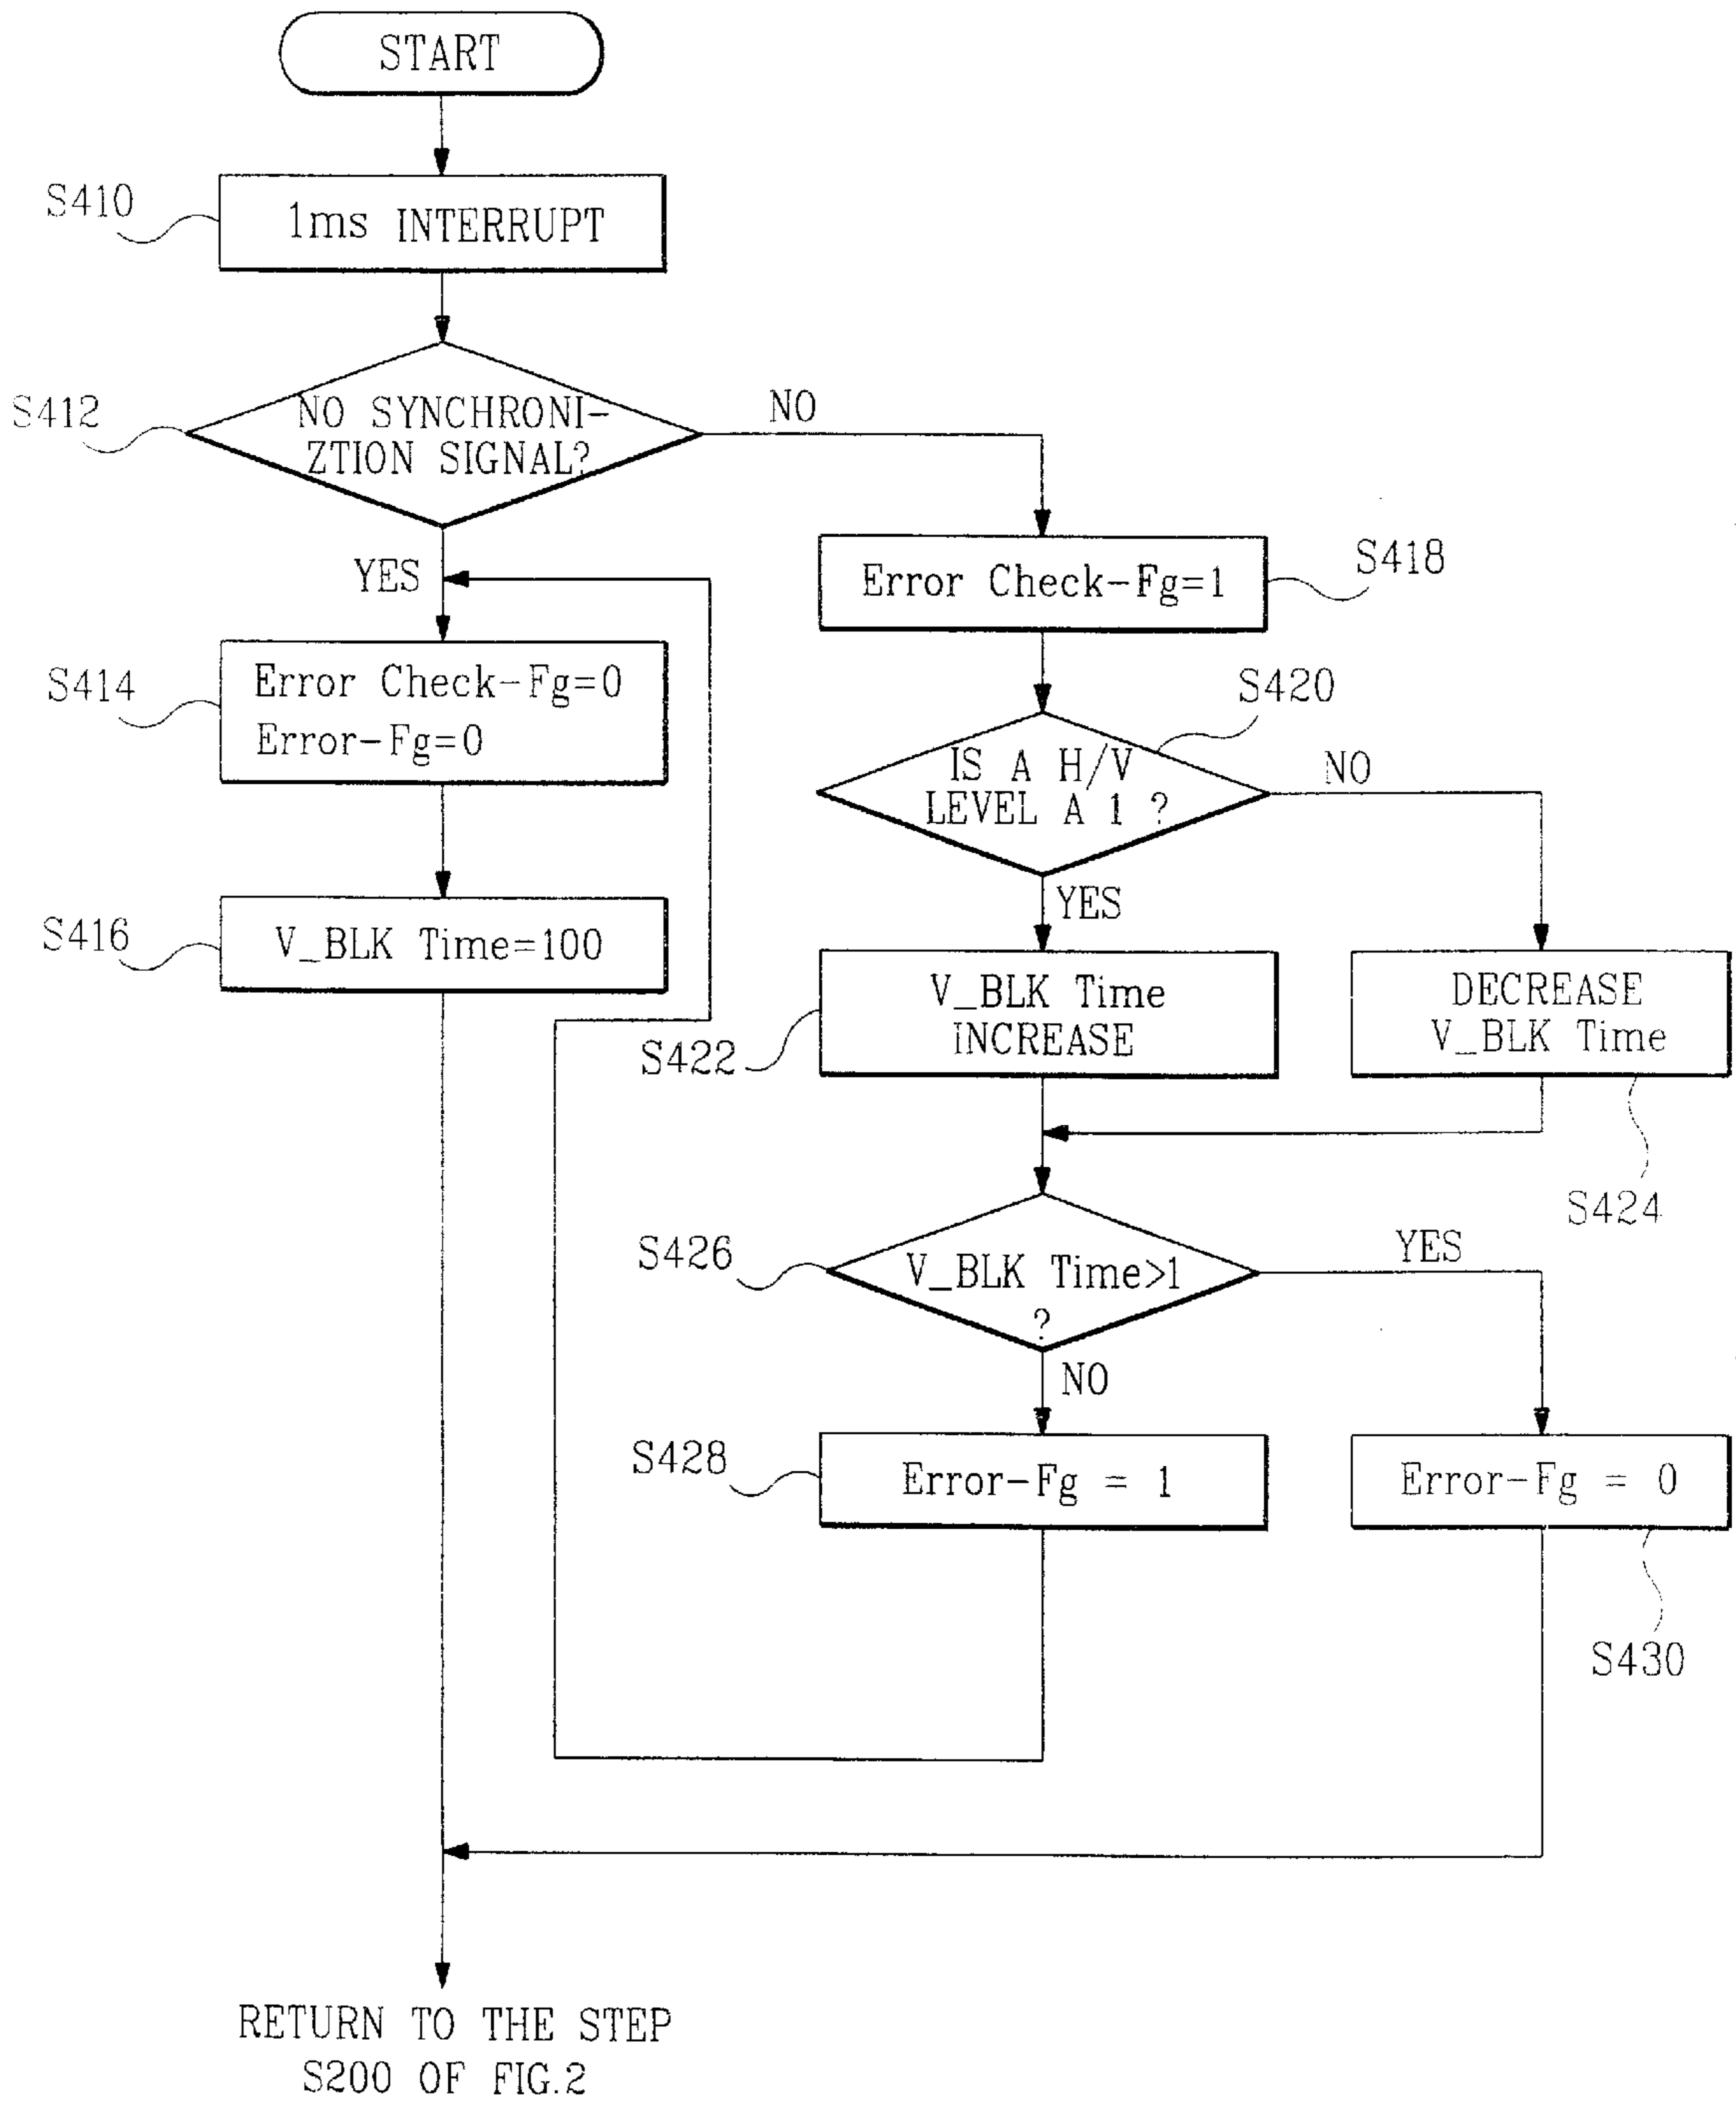 START
S410
1ms INTERRUPT
S412
NO SYNCHRONI-
ZTION SIGNAL?
NO
YES
S414
Error Check-Fg=0
Error-Fg=0
S416
V_BLK Time=100
Error Check-Fg=1
S418
S420
IS A H/V
LEVEL A 1 ?
NO
YES
S422
V_BLK Time
INCREASE
DECREASE
V_BLK Time
S424
S426
V_BLK Time>1
?
YES
NO
S428
Error-Fg = 1
Error-Fg = 0
S430
RETURN TO THE STEP
S200 OF FIG.2